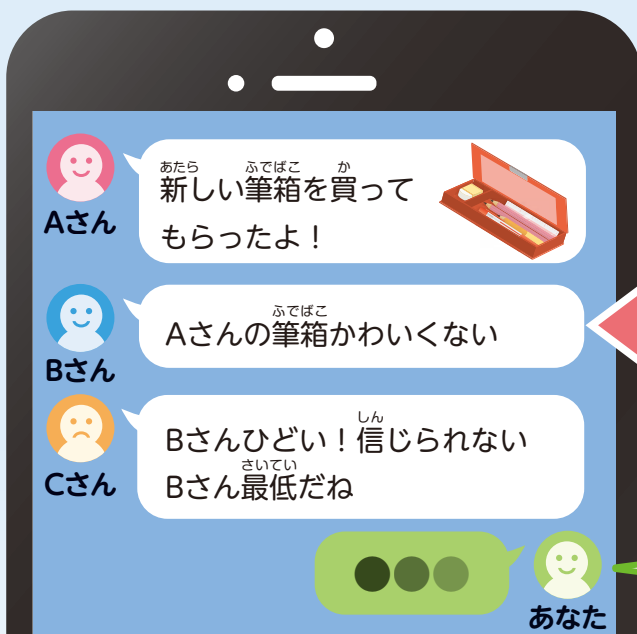 あたら ふでばこ か
新しい筆箱を買って
もらったよ！
Aさん
ふでばこ
Aさんの筆箱かわいくない
Bさん
しん
Bさんひどい！信じられない
さいてい
Bさん最低だね
Cさん
あなた